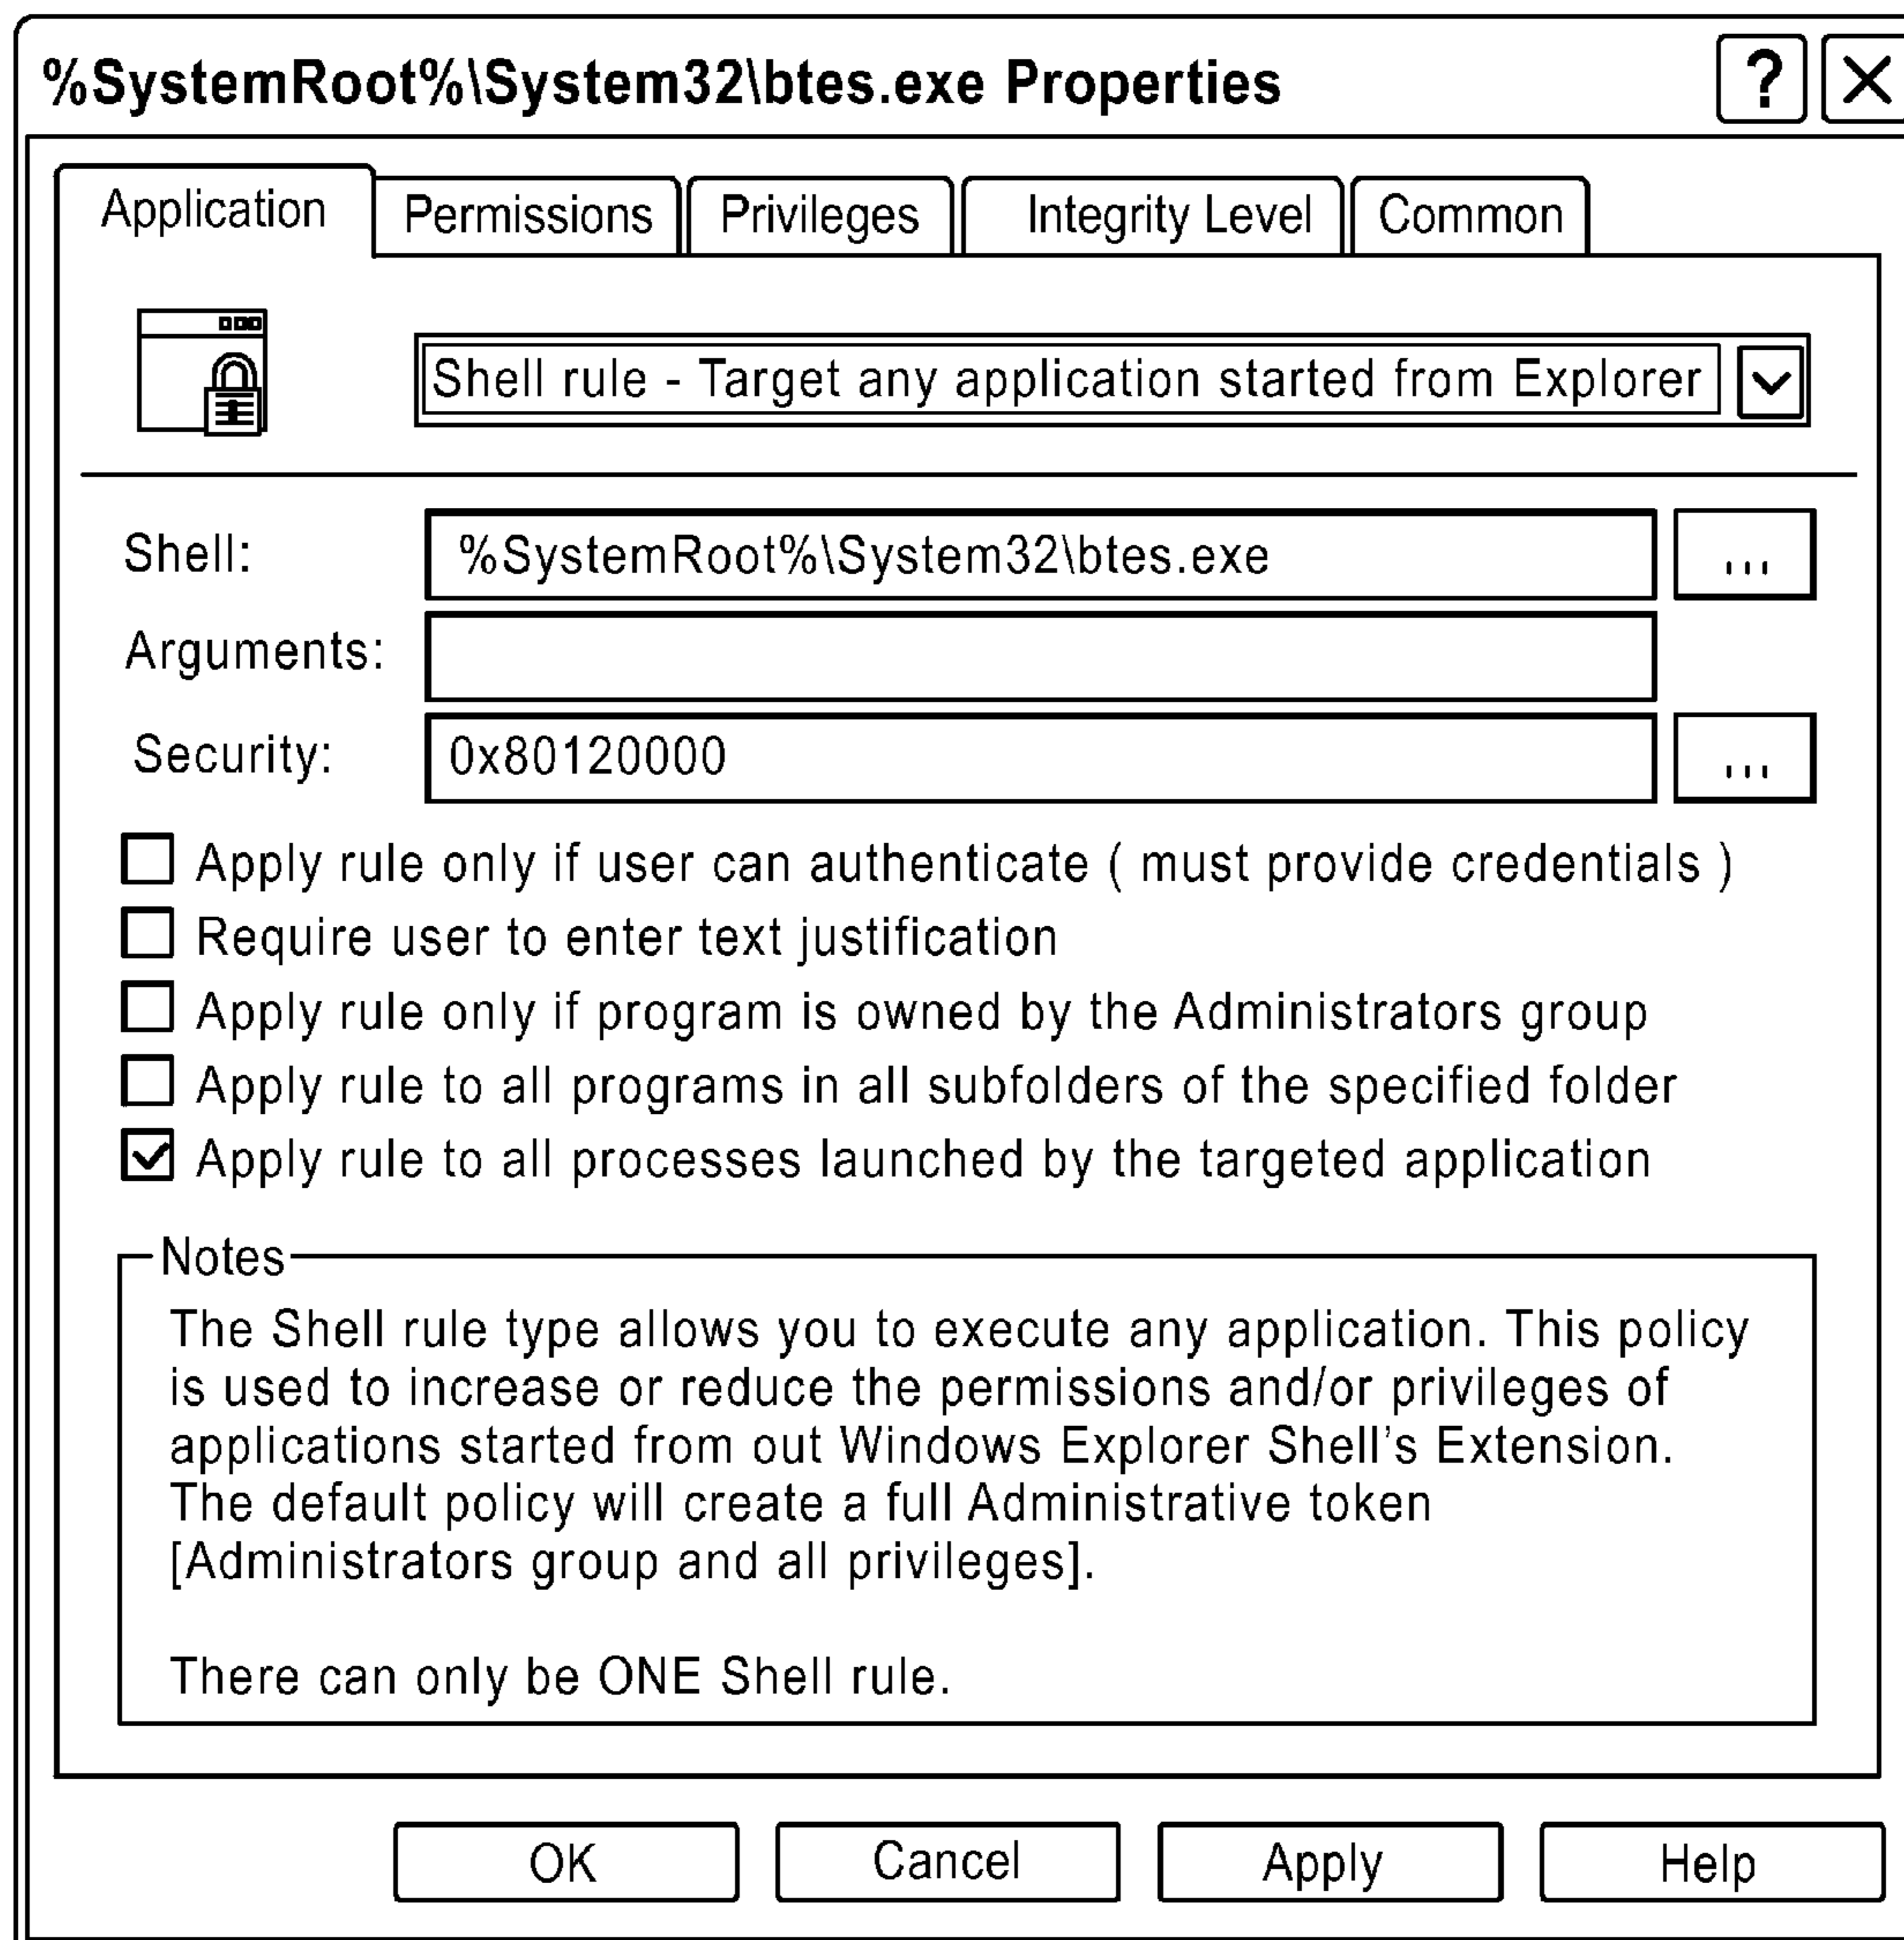 %SystemRoot%\System32\btes.exe Properties ?
Application Permissions Privileges Integrity Level Common
Shell rule - Target any application started from Explorer
Shell: %SystemRoot%\System32\btes.exe ...
Arguments:
Security: 0x80120000 ...
Apply rule only if user can authenticate ( must provide credentials )
Require user to enter text justification
Apply rule only if program is owned by the Administrators group
Apply rule to all programs in all subfolders of the specified folder
Apply rule to all processes launched by the targeted application
Notes
The Shell rule type allows you to execute any application. This policy
is used to increase or reduce the permissions and/or privileges of
applications started from out Windows Explorer Shell's Extension.
The default policy will create a full Administrative token
[Administrators group and all privileges].
There can only be ONE Shell rule.
OK Cancel Apply Help